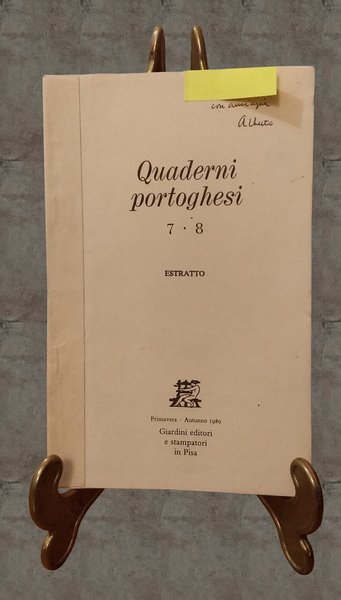 con amicizia
Alberto
Quaderni
portoghesi
7 · 8
ESTRATTO
Primavera · Autunno 1980
Giardini editori
e stampatori
in Pisa